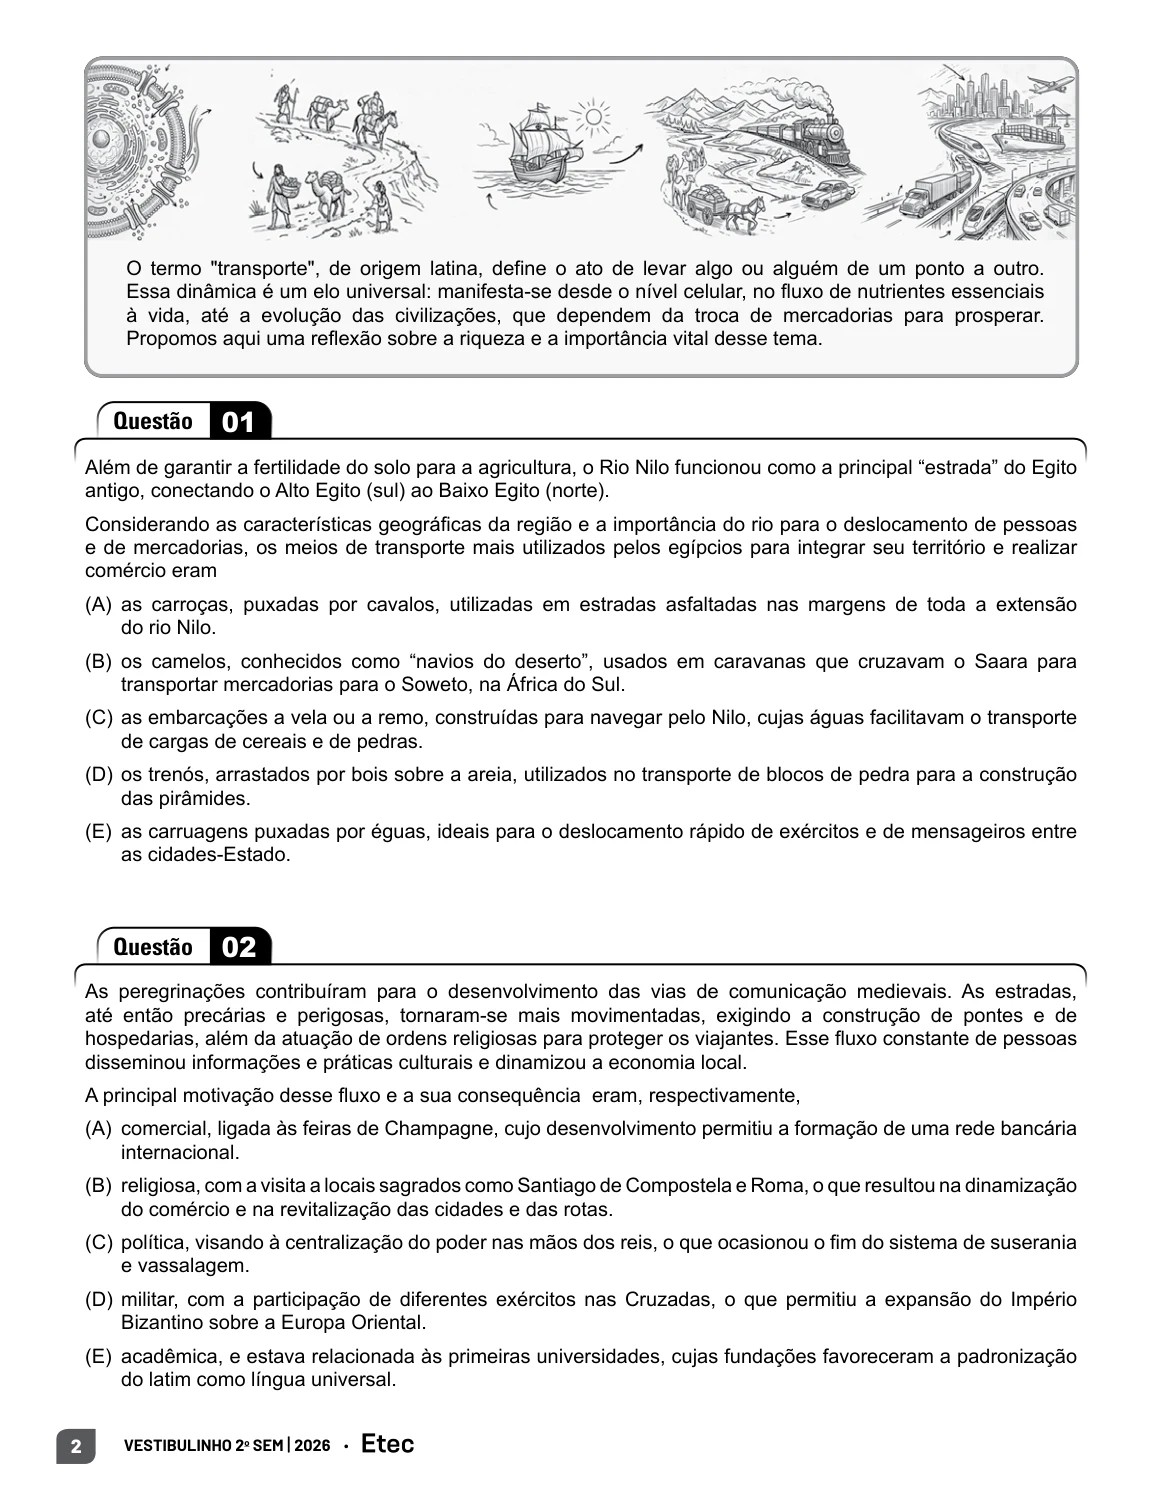 O termo "transporte", de origem latina, define o ato de levar algo ou alguém de um ponto a outro.
Essa dinâmica é um elo universal: manifesta-se desde o nível celular, no fluxo de nutrientes essenciais
à vida, até a evolução das civilizações, que dependem da troca de mercadorias para prosperar.
Propomos aqui uma reflexão sobre a riqueza e a importância vital desse tema.
Questão 01
Além de garantir a fertilidade do solo para a agricultura, o Rio Nilo funcionou como a principal “estrada” do Egito
antigo, conectando o Alto Egito (sul) ao Baixo Egito (norte).
Considerando as características geográficas da região e a importância do rio para o deslocamento de pessoas
e de mercadorias, os meios de transporte mais utilizados pelos egípcios para integrar seu território e realizar
comércio eram
(A) as carroças, puxadas por cavalos, utilizadas em estradas asfaltadas nas margens de toda a extensão
do rio Nilo.
(B) os camelos, conhecidos como “navios do deserto”, usados em caravanas que cruzavam o Saara para
transportar mercadorias para o Soweto, na África do Sul.
(C) as embarcações a vela ou a remo, construídas para navegar pelo Nilo, cujas águas facilitavam o transporte
de cargas de cereais e de pedras.
(D) os trenós, arrastados por bois sobre a areia, utilizados no transporte de blocos de pedra para a construção
das pirâmides.
(E) as carruagens puxadas por éguas, ideais para o deslocamento rápido de exércitos e de mensageiros entre
as cidades-Estado.
Questão 02
As peregrinações contribuíram para o desenvolvimento das vias de comunicação medievais. As estradas,
até então precárias e perigosas, tornaram-se mais movimentadas, exigindo a construção de pontes e de
hospedarias, além da atuação de ordens religiosas para proteger os viajantes. Esse fluxo constante de pessoas
disseminou informações e práticas culturais e dinamizou a economia local.
A principal motivação desse fluxo e a sua consequência eram, respectivamente,
(A) comercial, ligada às feiras de Champagne, cujo desenvolvimento permitiu a formação de uma rede bancária
internacional.
(B) religiosa, com a visita a locais sagrados como Santiago de Compostela e Roma, o que resultou na dinamização
do comércio e na revitalização das cidades e das rotas.
(C) política, visando à centralização do poder nas mãos dos reis, o que ocasionou o fim do sistema de suserania
e vassalagem.
(D) militar, com a participação de diferentes exércitos nas Cruzadas, o que permitiu a expansão do Império
Bizantino sobre a Europa Oriental.
(E) acadêmica, e estava relacionada às primeiras universidades, cujas fundações favoreceram a padronização
do latim como língua universal.
2 VESTIBULINHO 2º SEM | 2026 • Etec